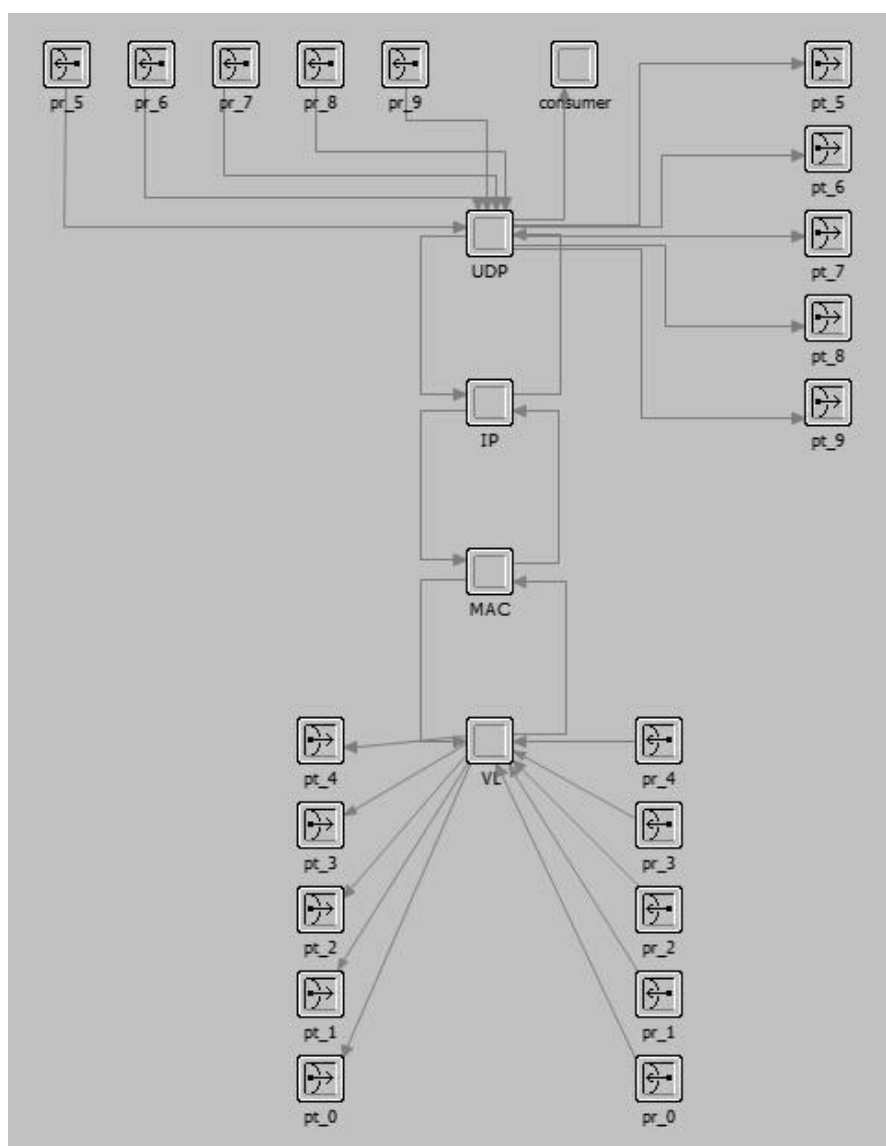 pr_5 pr_6 pr_7 pr_8 pr_9 consumer pt_5
pt_6
UDP pt_7
pt_8
IP pt_9
MAC
pt_4 VL pr_4
pt_3 pr_3
pt_2 pr_2
pt_1 pr_1
pt_0 pr_0